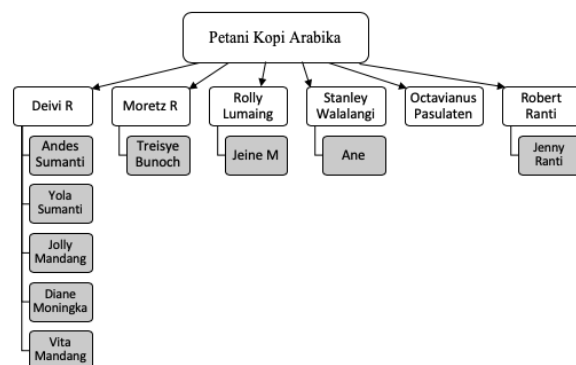 Petani Kopi Arabika
Deivi R
Moretz R
Rolly
Lumaing
Stanley
Walalangi
Octavianus
Pasulaten
Robert
Ranti
Andes
Sumanti
Treisye
Bunoch
Jeine M
Ane
Jenny
Ranti
Yola
Sumanti
Jolly
Mandang
Diane
Moningka
Vita
Mandang